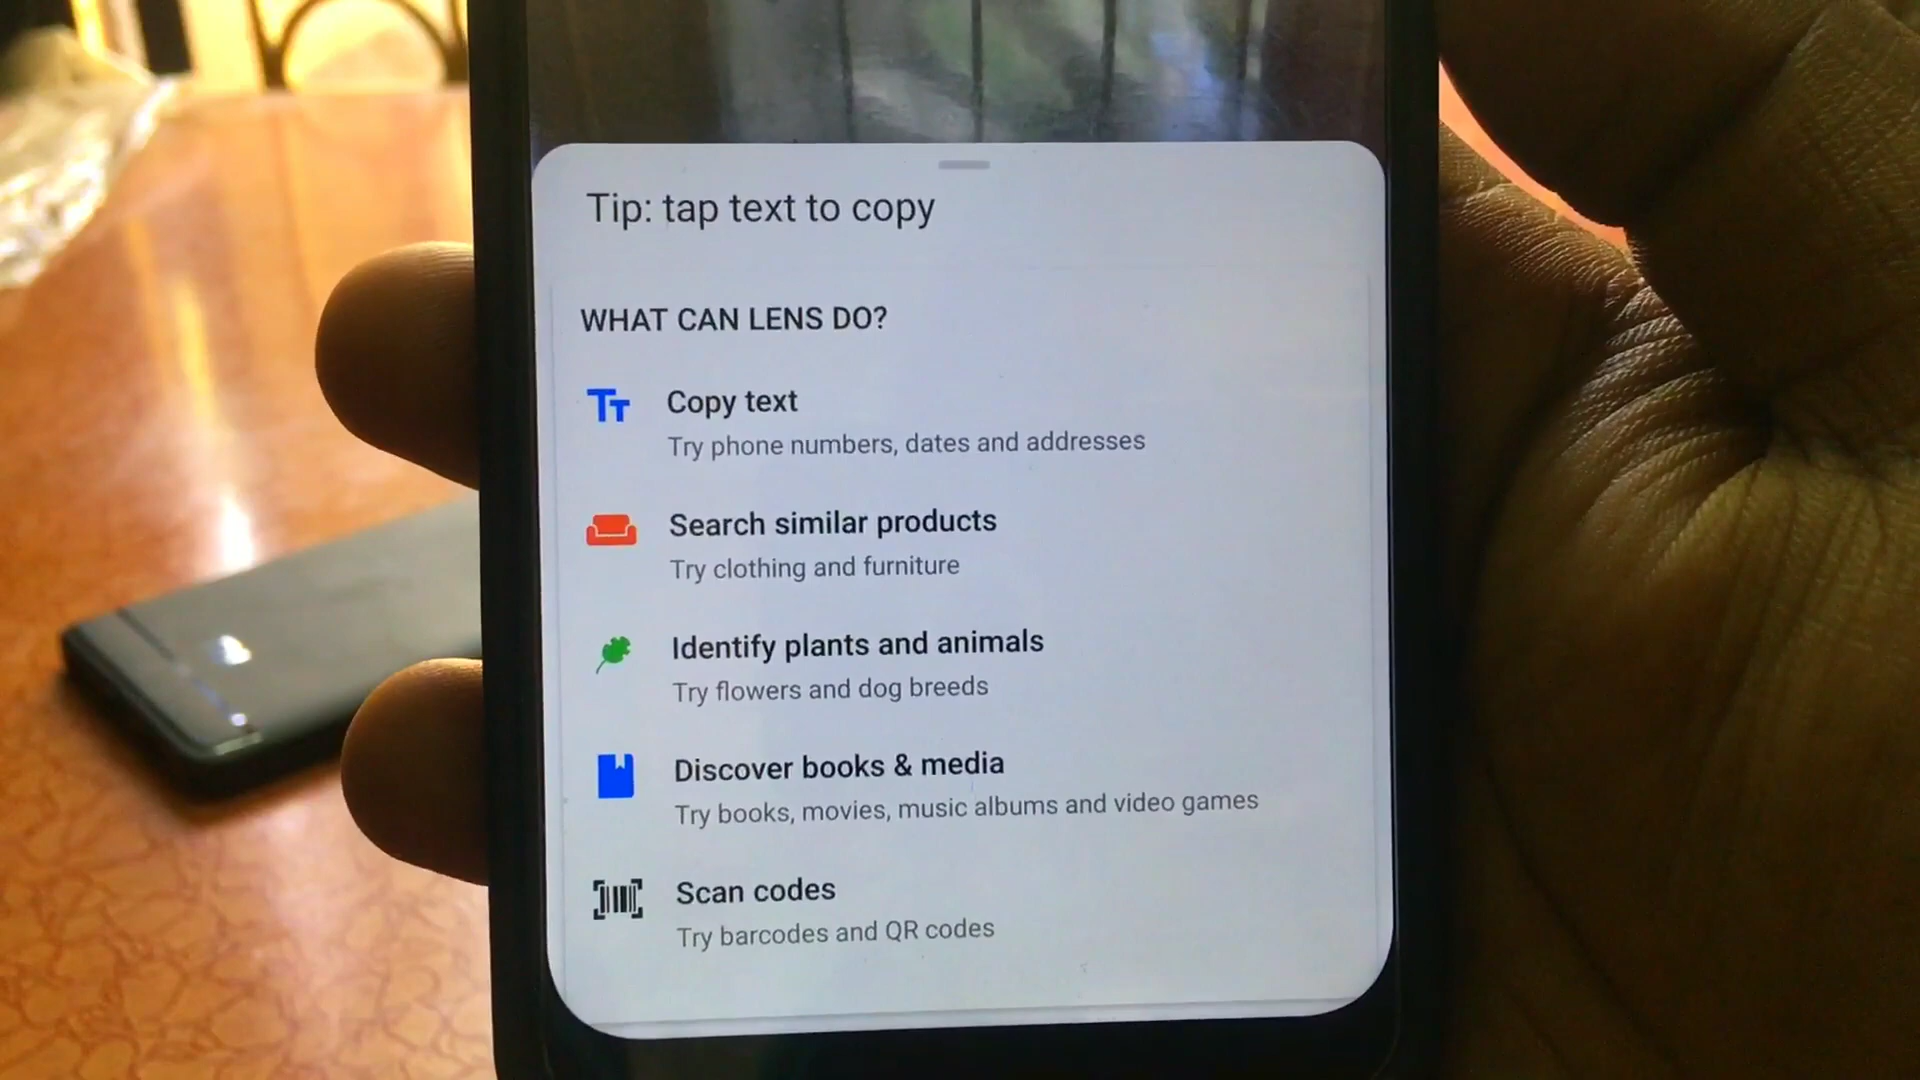 Tip: tap text to copy
WHAT CAN LENS DO?
Copy text
Try phone numbers, dates and addresses
Search similar products
Try clothing and furniture
Identify plants and animals
Try flowers and dog breeds
Discover books & media
Try books, movies, music albums and video games
Scan codes
Try barcodes and QR codes